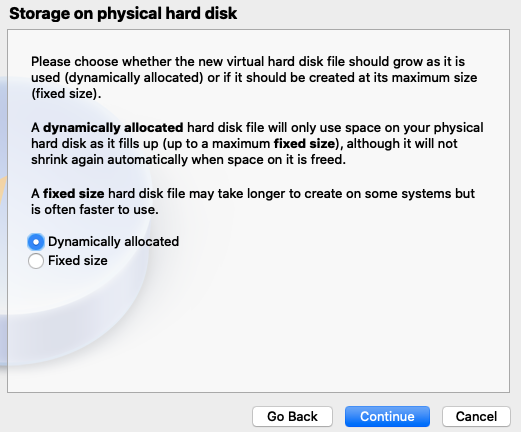 Storage on physical hard disk
Please choose whether the new virtual hard disk file should grow as it is
used (dynamically allocated) or if it should be created at its maximum size
(fixed size).
A dynamically allocated hard disk file will only use space on your physical
hard disk as it fills up (up to a maximum fixed size), although it will not
shrink again automatically when space on it is freed.
A fixed size hard disk file may take longer to create on some systems but
is often faster to use.
Dynamically allocated
Fixed size
Go Back
Continue
Cancel